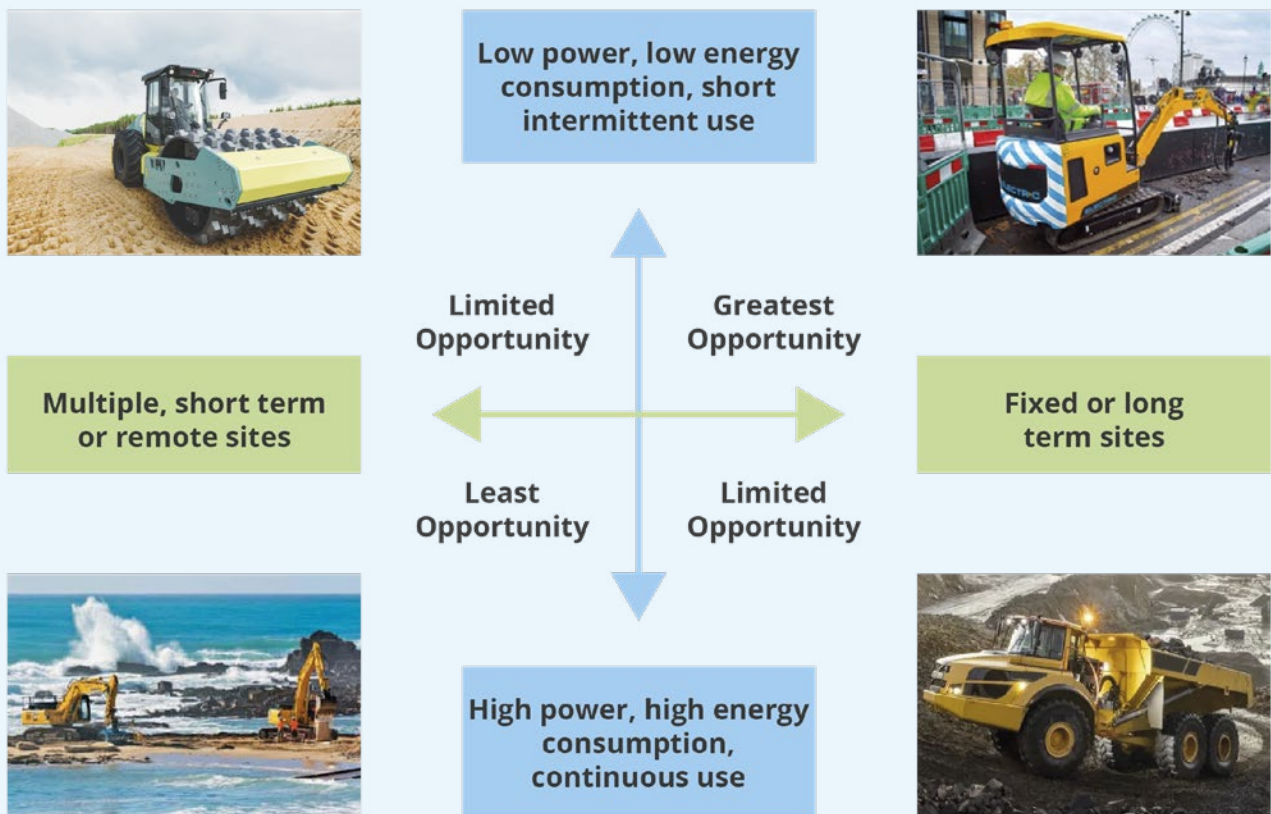 Low power, low energy
consumption, short
intermittent use
Limited
Opportunity
Greatest
Opportunity
Multiple, short term
or remote sites
Fixed or long
term sites
Least
Opportunity
Limited
Opportunity
High power, high energy
consumption,
continuous use